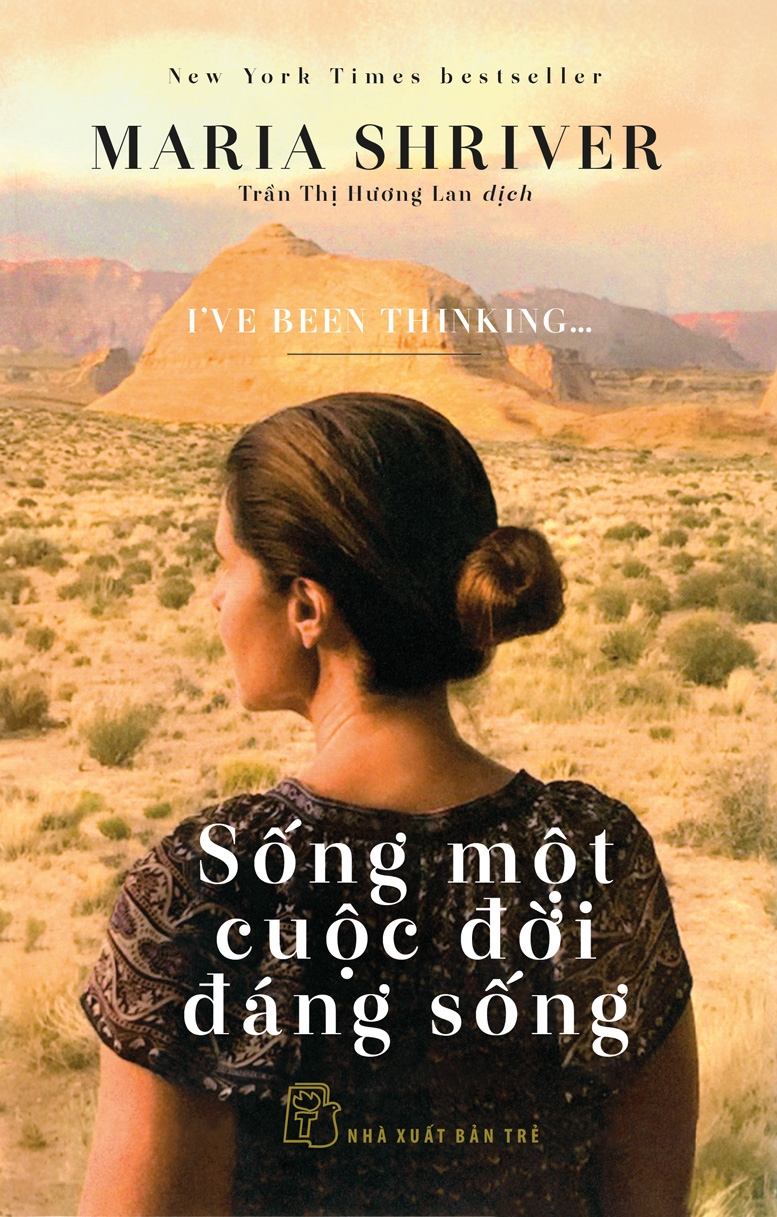 New York Times bestseller
MARIA SHRIVER
Trần Thị Hương Lan dịch
I'VE BEEN THINKING...
Sống một
cuộc đời
đáng sống
T
NHÀ XUẤT BẢN TRẺ